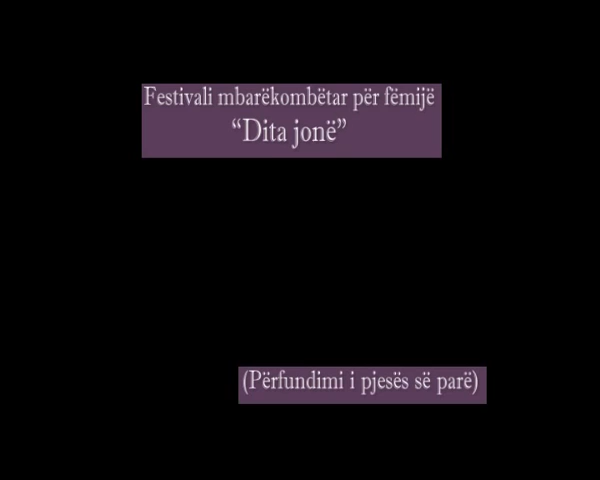 Festivali mbarëkombëtar për fëmijë
“Dita jonë”
(Përfundimi i pjesës së parë)